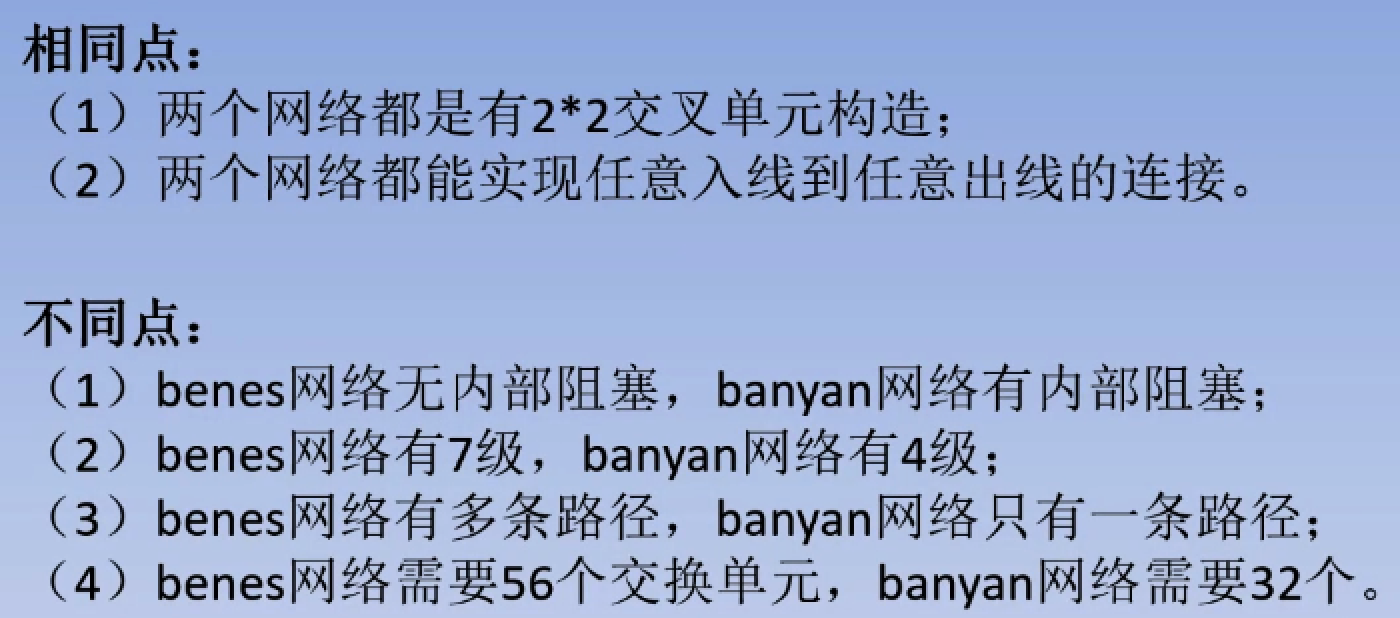 相同点：
（1）两个网络都是有2*2交叉单元构造；
（2）两个网络都能实现任意入线到任意出线的连接。
不同点：
（1）benes网络无内部阻塞，banyan网络有内部阻塞；
（2）benes网络有7级，banyan网络有4级；
（3）benes网络有多条路径，banyan网络只有一条路径；
（4）benes网络需要56个交换单元，banyan网络需要32个。